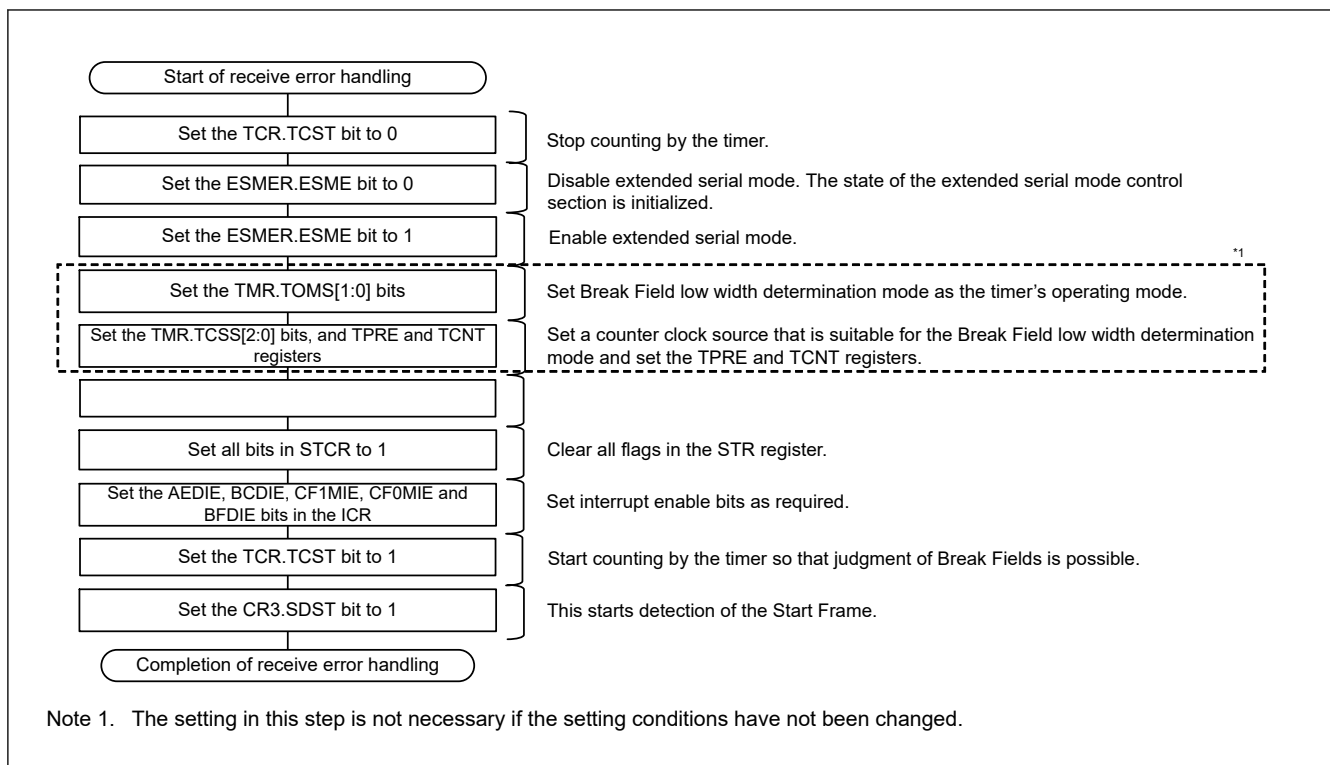 Start of receive error handling
Set the TCR.TCST bit to 0
Stop counting by the timer.
Set the ESMER.ESME bit to 0
Disable extended serial mode. The state of the extended serial mode control
section is initialized.
Set the ESMER.ESME bit to 1
Enable extended serial mode.
*1
Set the TMR.TOMS[1:0] bits
Set Break Field low width determination mode as the timer's operating mode.
Set the TMR.TCSS[2:0] bits, and TPRE and TCNT
registers
Set a counter clock source that is suitable for the Break Field low width determination
mode and set the TPRE and TCNT registers.
Set all bits in STCR to 1
Clear all flags in the STR register.
Set the AEDIE, BCDIE, CF1MIE, CF0MIE and
BFDIE bits in the ICR
Set interrupt enable bits as required.
Set the TCR.TCST bit to 1
Start counting by the timer so that judgment of Break Fields is possible.
Set the CR3.SDST bit to 1
This starts detection of the Start Frame.
Completion of receive error handling
Note 1. The setting in this step is not necessary if the setting conditions have not been changed.